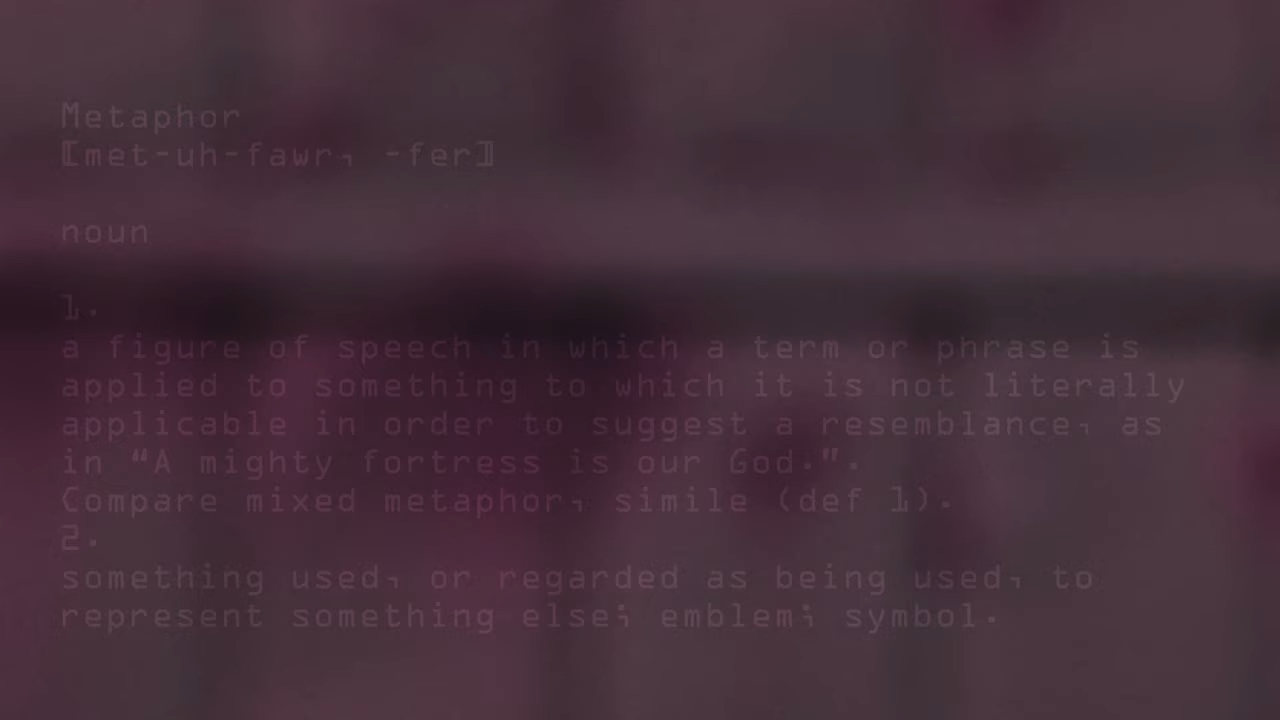 Metaphor
[met-uh-fawr, -fer]
noun
1.
a figure of speech in which a term or phrase is
applied to something to which it is not literally
applicable in order to suggest a resemblance, as
in “A mighty fortress is our God.”.
Compare mixed metaphor, simile (def 1).
2.
something used, or regarded as being used, to
represent something else; emblem; symbol.